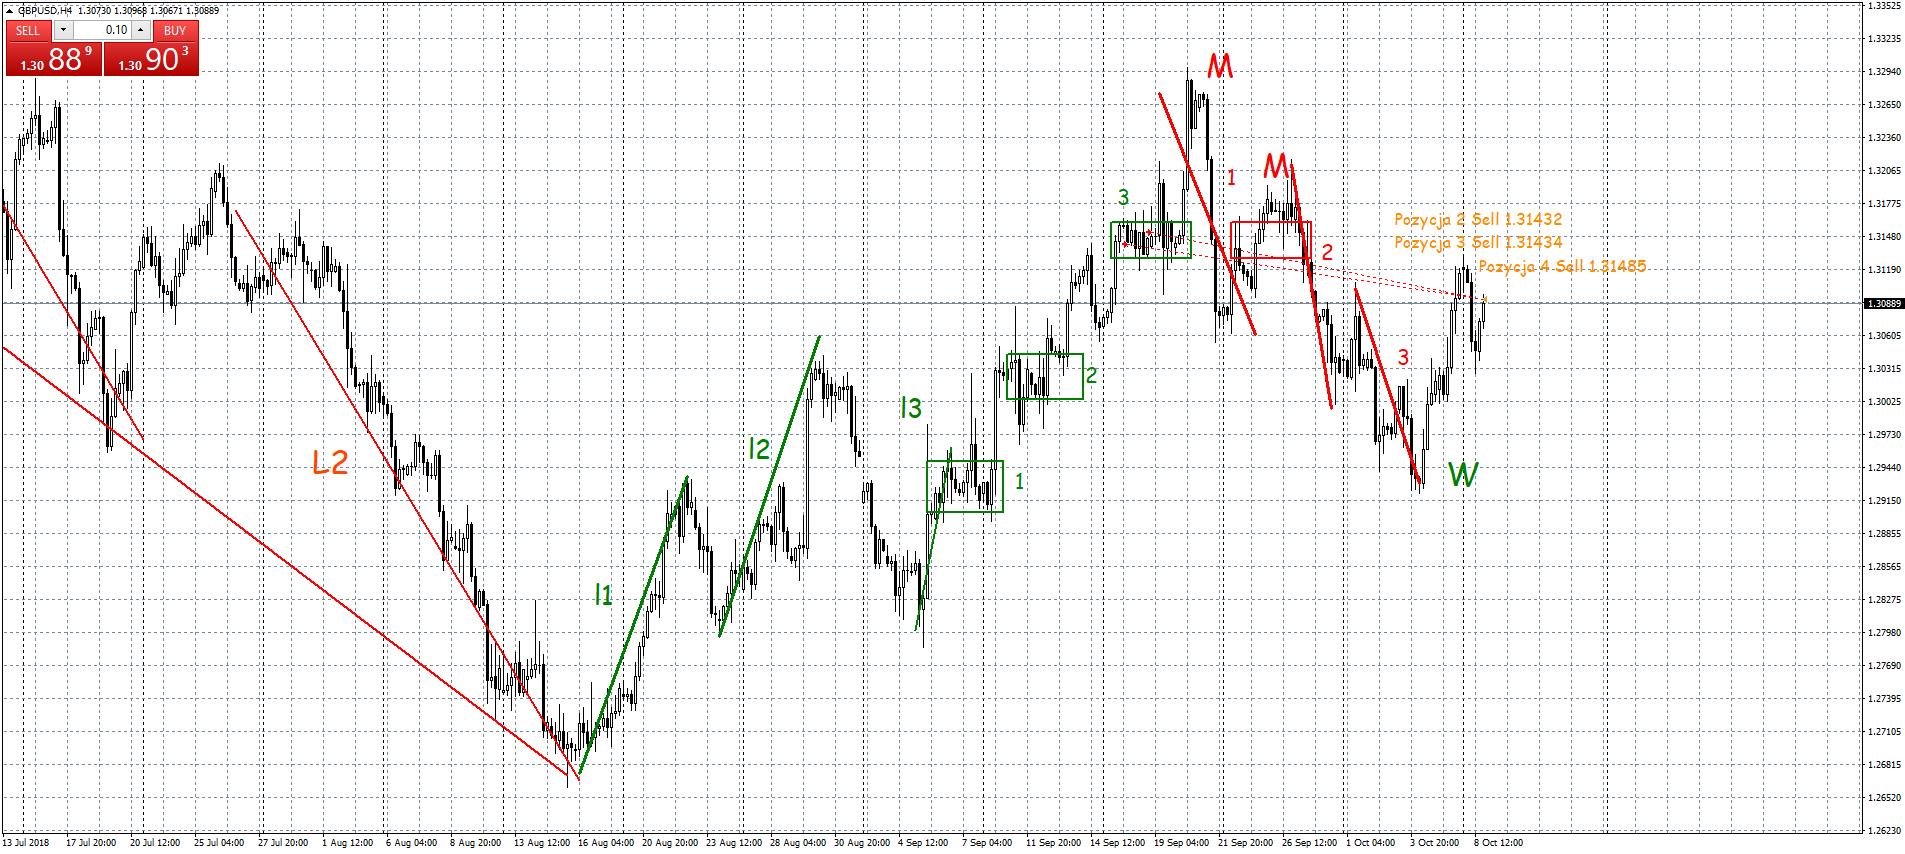 GBPUSD,H4 1.30730 1.30968 1.30671 1.30889
SELL 0.10 BUY
1.30 88 9 1.30 90 3
M
M
1
2
3
3
Pozycja 2 Sell 1.31432
Pozycja 3 Sell 1.31434
Pozycja 4 Sell 1.31485
2
l3
l2
L2
1
W
l1
1.33525
1.33235
1.32940
1.32650
1.32360
1.32065
1.31775
1.31480
1.31190
1.30889
1.30605
1.30315
1.30025
1.29730
1.29440
1.29150
1.28855
1.28565
1.28275
1.27980
1.27690
1.27395
1.27105
1.26815
1.26520
1.26230
13 Jul 2018 17 Jul 20:00 20 Jul 12:00 25 Jul 04:00 27 Jul 20:00 1 Aug 12:00 6 Aug 04:00 8 Aug 20:00 13 Aug 12:00 16 Aug 04:00 20 Aug 20:00 23 Aug 12:00 28 Aug 04:00 30 Aug 20:00 4 Sep 12:00 7 Sep 04:00 11 Sep 20:00 14 Sep 12:00 19 Sep 04:00 21 Sep 20:00 26 Sep 12:00 1 Oct 04:00 3 Oct 20:00 8 Oct 12:00